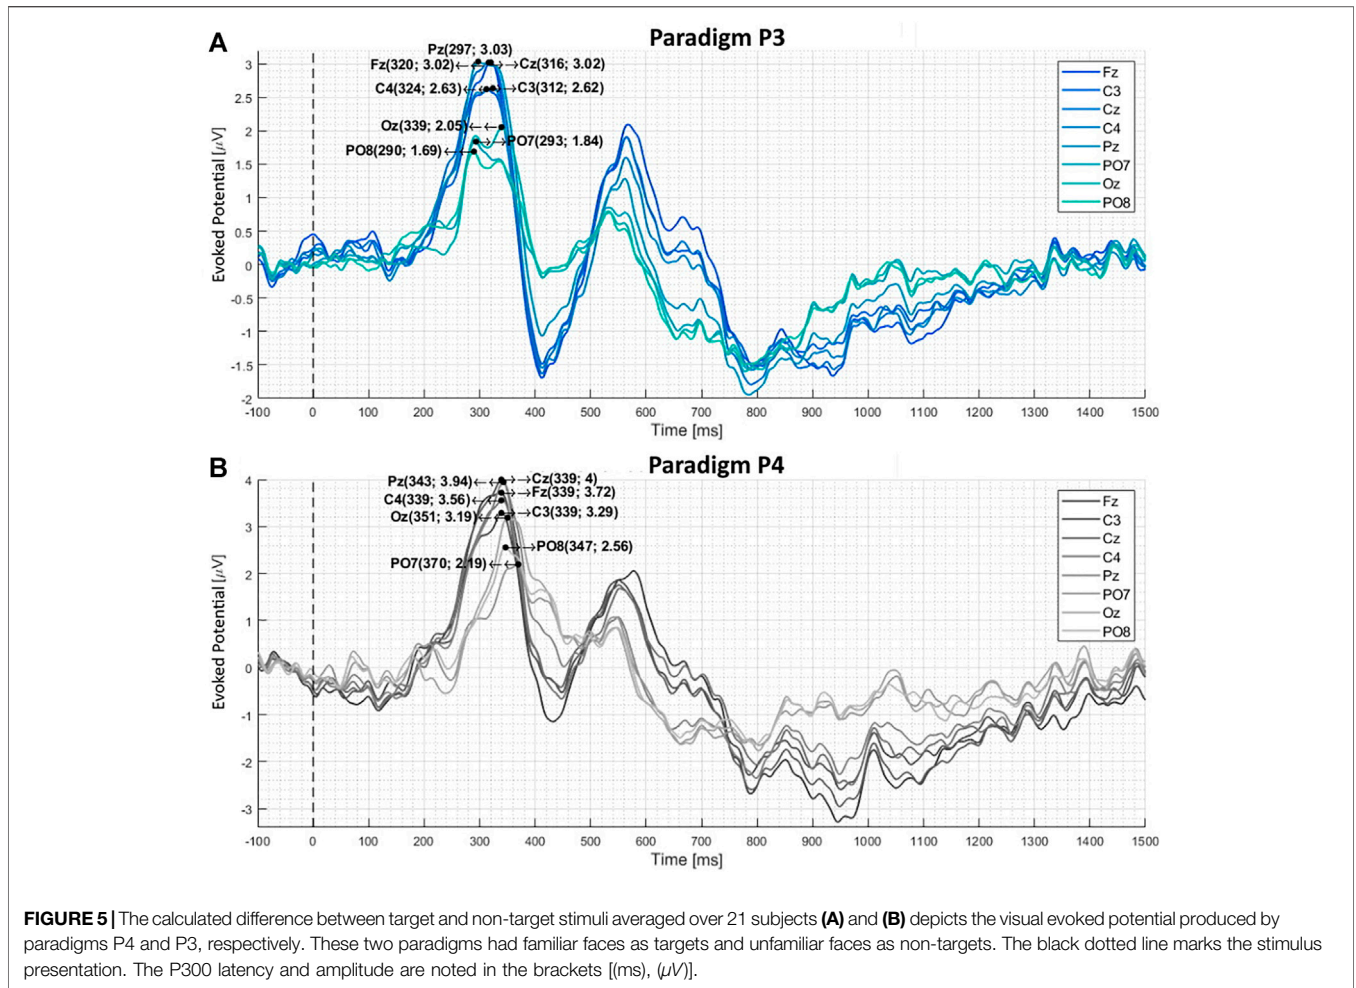 A
Paradigm P3
Pz(297; 3.03)
Fz(320; 3.02)
Cz(316; 3.02)
C4(324; 2.63)
C3(312; 2.62)
Oz(339; 2.05)
PO7(293; 1.84)
PO8(290; 1.69)
Fz
C3
Cz
C4
Pz
PO7
Oz
PO8
Evoked Potential [μV]
3
2.5
2
1.5
1
0.5
0
-0.5
-1
-1.5
-2
-100 0 100 200 300 400 500 600 700 800 900 1000 1100 1200 1300 1400 1500
Time [ms]
B
Paradigm P4
Pz(343; 3.94)
Cz(339; 4)
C4(339; 3.56)
Fz(339; 3.72)
Oz(351; 3.19)
C3(339; 3.29)
PO8(347; 2.56)
PO7(370; 2.19)
Fz
C3
Cz
C4
Pz
PO7
Oz
PO8
Evoked Potential [μV]
4
3
2
1
0
-1
-2
-3
-100 0 100 200 300 400 500 600 700 800 900 1000 1100 1200 1300 1400 1500
Time [ms]
FIGURE 5 | The calculated difference between target and non-target stimuli averaged over 21 subjects (A) and (B) depicts the visual evoked potential produced by
paradigms P4 and P3, respectively. These two paradigms had familiar faces as targets and unfamiliar faces as non-targets. The black dotted line marks the stimulus
presentation. The P300 latency and amplitude are noted in the brackets [(ms), (μV)].